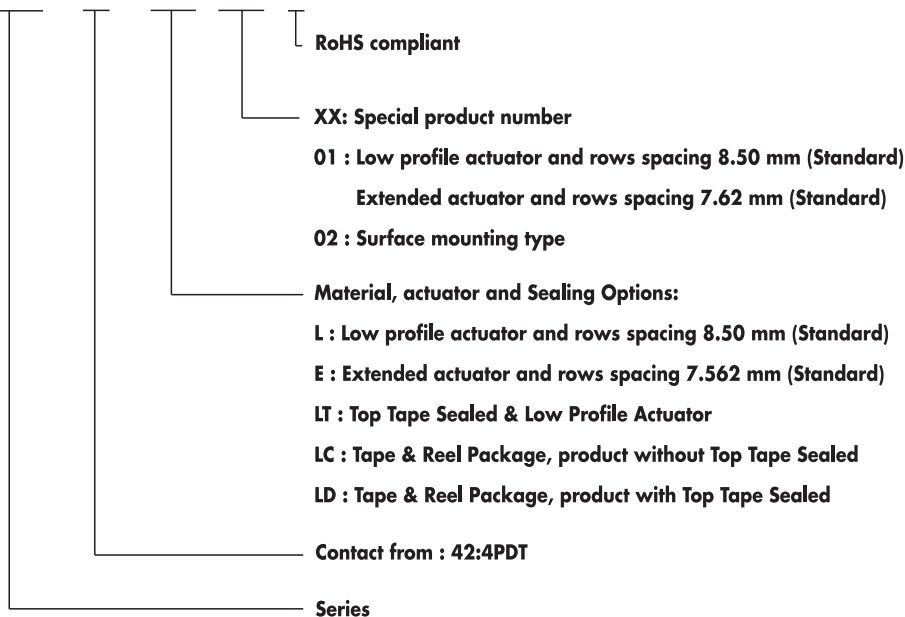 RoHS compliant
XX: Special product number
01 : Low profile actuator and rows spacing 8.50 mm (Standard)
Extended actuator and rows spacing 7.62 mm (Standard)
02 : Surface mounting type
Material, actuator and Sealing Options:
L : Low profile actuator and rows spacing 8.50 mm (Standard)
E : Extended actuator and rows spacing 7.562 mm (Standard)
LT : Top Tape Sealed & Low Profile Actuator
LC : Tape & Reel Package, product without Top Tape Sealed
LD : Tape & Reel Package, product with Top Tape Sealed
Contact from : 42:4PDT
Series